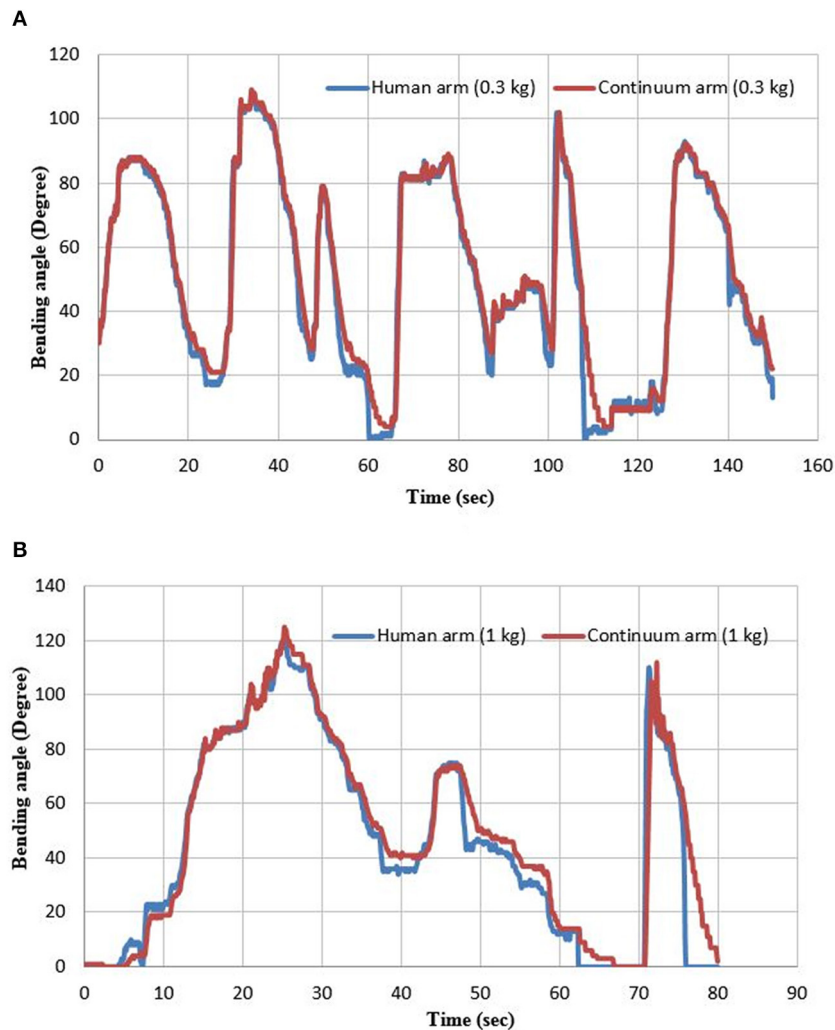 A
120
100
80
60
40
20
0
Bending angle (Degree)
Human arm (0.3 kg) Continuum arm (0.3 kg)
0 20 40 60 80 100 120 140 160
Time (sec)
B
140
120
100
80
60
40
20
0
Bending angle (Degree)
Human arm (1 kg) Continuum arm (1 kg)
0 10 20 30 40 50 60 70 80 90
Time (sec)